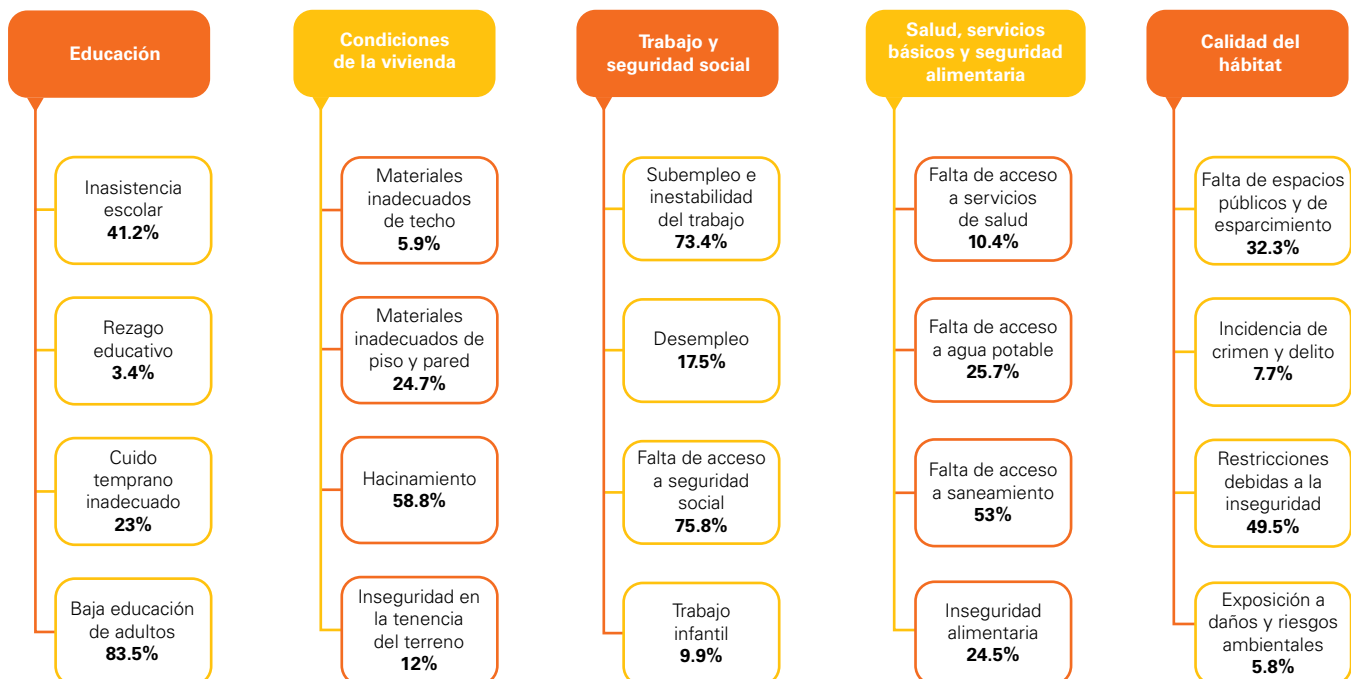 Educación
Inasistencia
escolar
41.2%
Rezago
educativo
3.4%
Cuido
temprano
inadecuado
23%
Baja educación
de adultos
83.5%
Condiciones
de la vivienda
Materiales
inadecuados
de techo
5.9%
Materiales
inadecuados de
piso y pared
24.7%
Hacinamiento
58.8%
Inseguridad en
la tenencia
del terreno
12%
Trabajo y
seguridad social
Subempleo e
inestabilidad
del trabajo
73.4%
Desempleo
17.5%
Falta de acceso
a seguridad
social
75.8%
Trabajo
infantil
9.9%
Salud, servicios
básicos y seguridad
alimentaria
Falta de acceso
a servicios
de salud
10.4%
Falta de acceso
a agua potable
25.7%
Falta de acceso
a saneamiento
53%
Inseguridad
alimentaria
24.5%
Calidad del
hábitat
Falta de espacios
públicos y de
esparcimiento
32.3%
Incidencia de
crimen y delito
7.7%
Restricciones
debidas a la
inseguridad
49.5%
Exposición a
daños y riesgos
ambientales
5.8%